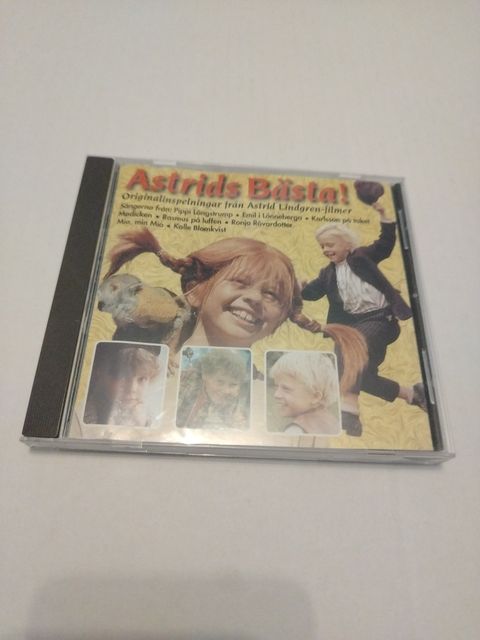 Astrids Bästa!
Originalinspelningar från Astrid Lindgren-filmer
Sångerna från: Pippi Långstrump • Emil i Lönneberga • Karlsson på taket
Madicken • Rasmus på luffen • Ronja Rövardotter
Mio, min Mio • Kalle Blomkvist